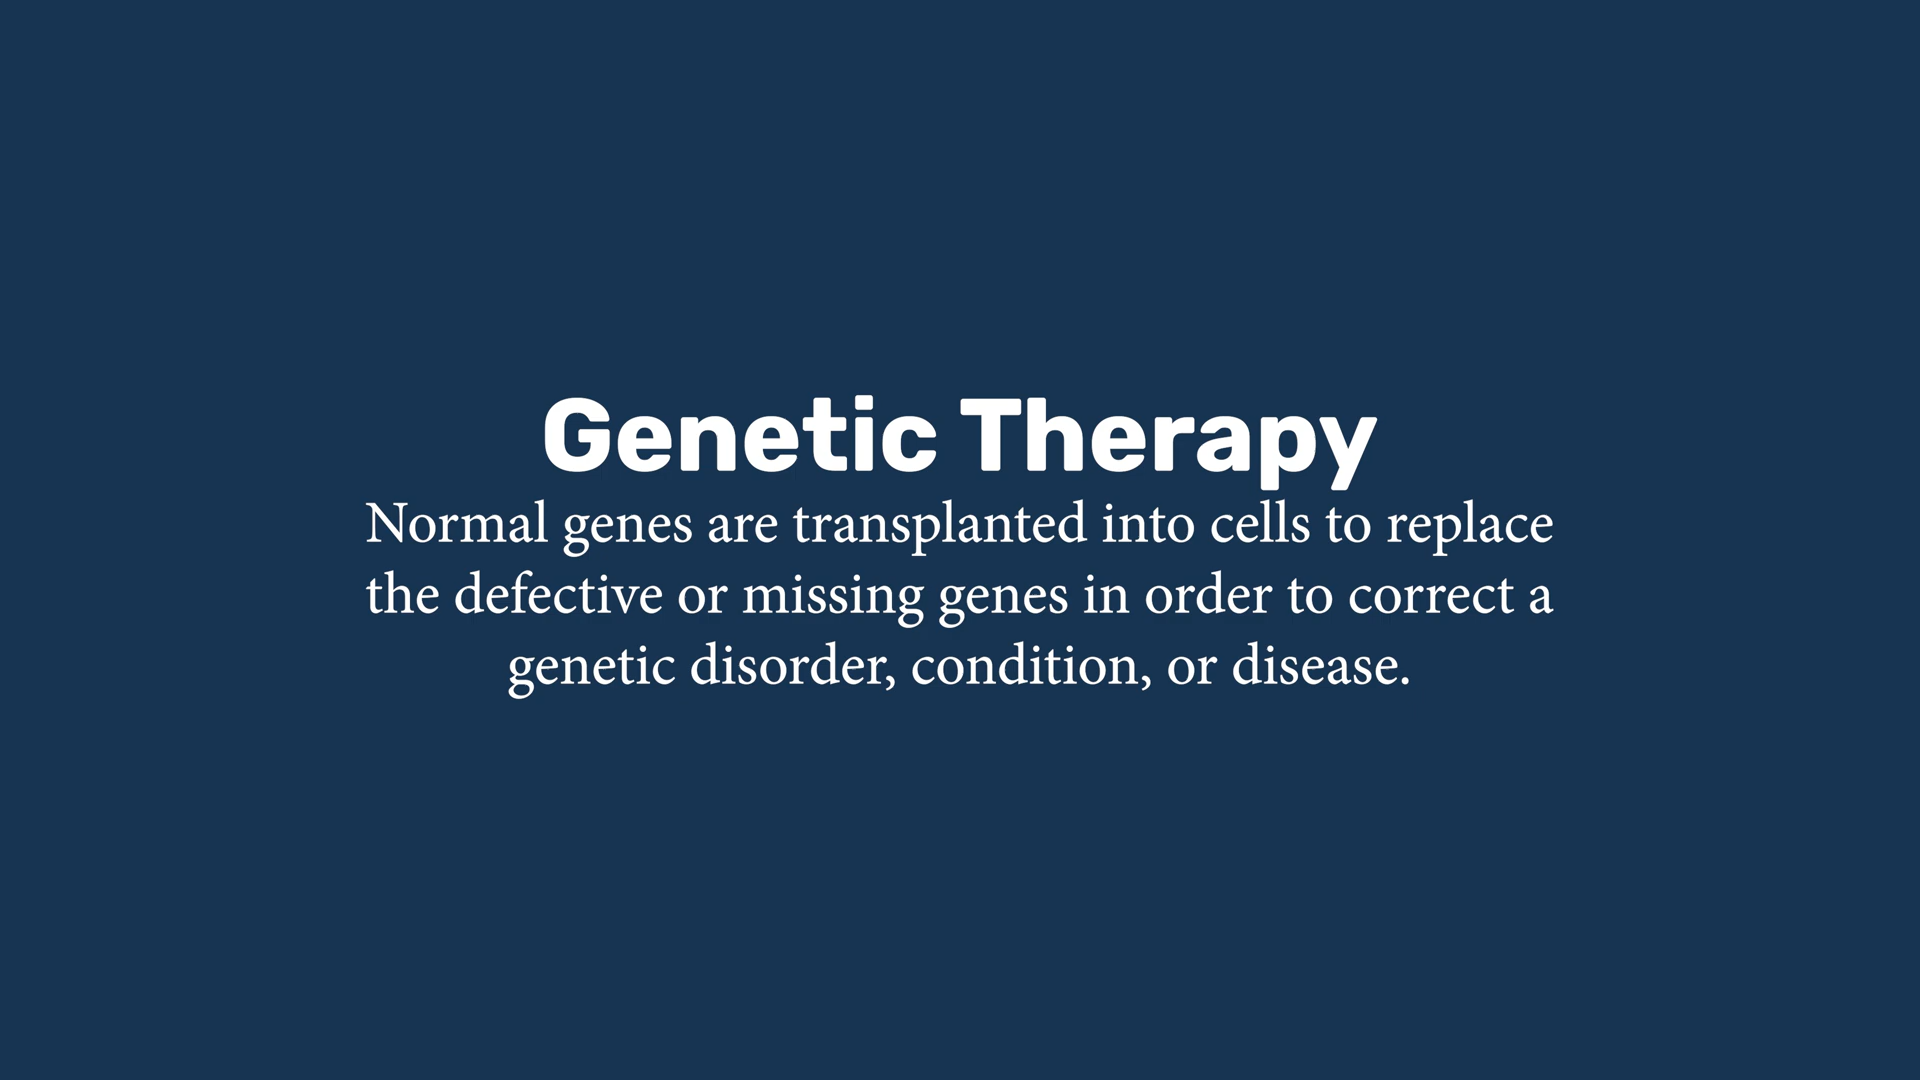 Genetic Therapy
Normal genes are transplanted into cells to replace
the defective or missing genes in order to correct a
genetic disorder, condition, or disease.